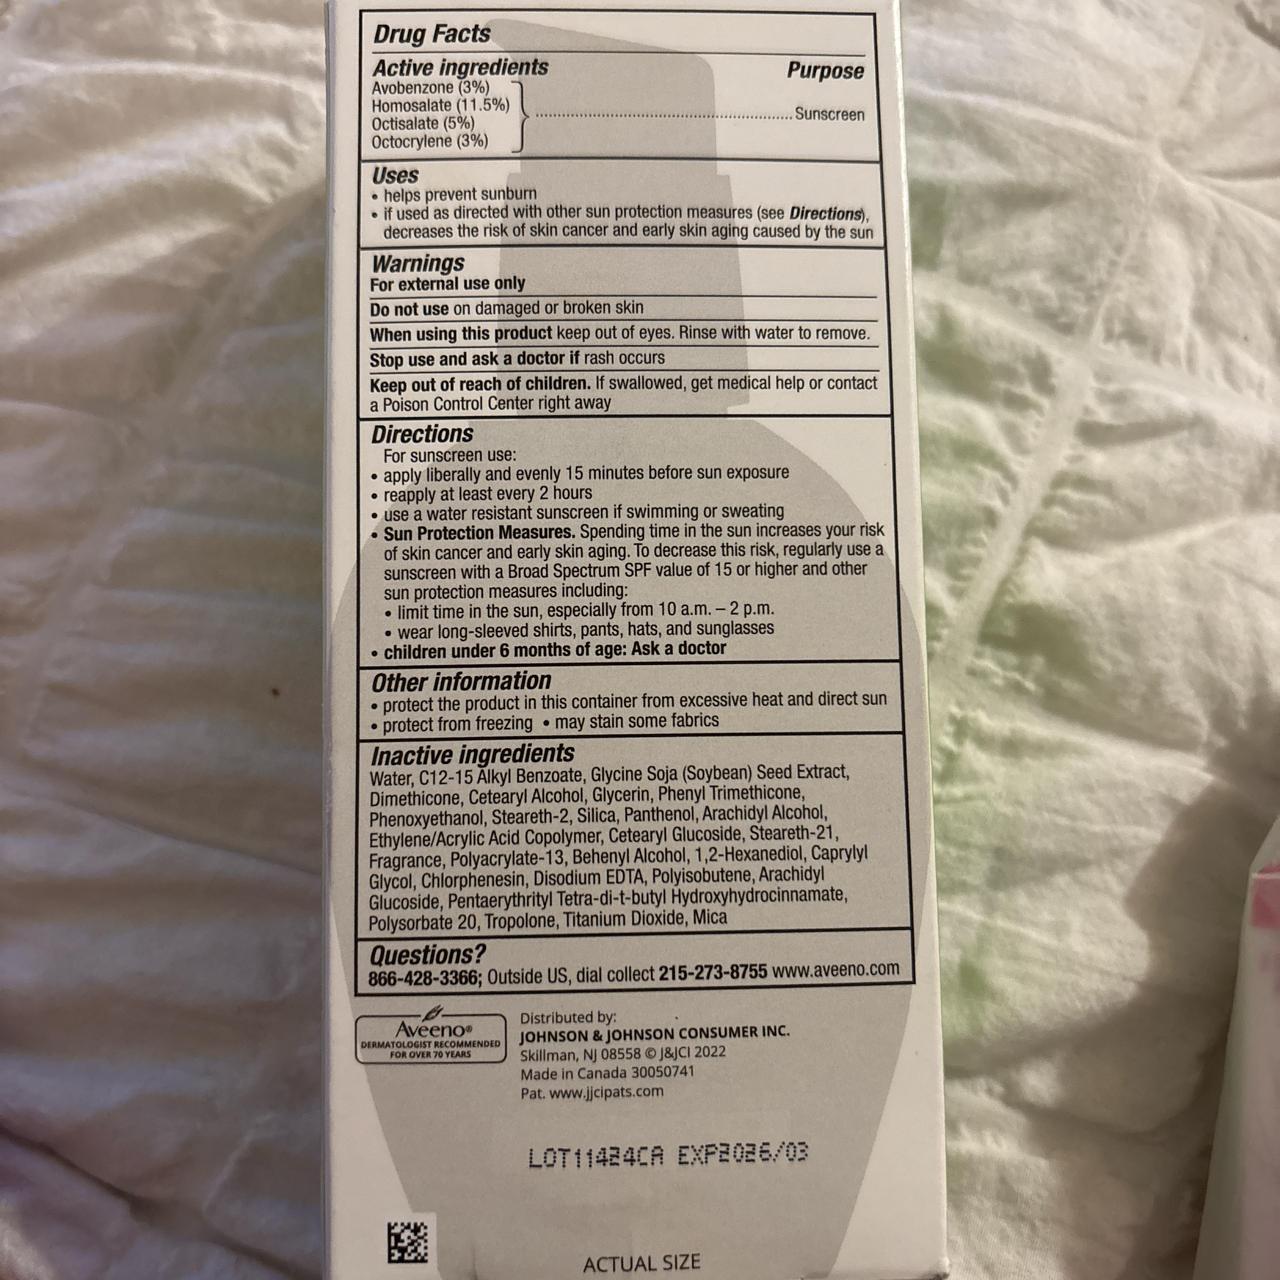 Drug Facts
Active ingredients Purpose
Avobenzone (3%)
Homosalate (11.5%)
Octisalate (5%)
Octocrylene (3%)
Sunscreen
Uses
• helps prevent sunburn
• if used as directed with other sun protection measures (see Directions),
decreases the risk of skin cancer and early skin aging caused by the sun
Warnings
For external use only
Do not use on damaged or broken skin
When using this product keep out of eyes. Rinse with water to remove.
Stop use and ask a doctor if rash occurs
Keep out of reach of children. If swallowed, get medical help or contact
a Poison Control Center right away
Directions
For sunscreen use:
• apply liberally and evenly 15 minutes before sun exposure
• reapply at least every 2 hours
• use a water resistant sunscreen if swimming or sweating
• Sun Protection Measures. Spending time in the sun increases your risk
of skin cancer and early skin aging. To decrease this risk, regularly use a
sunscreen with a Broad Spectrum SPF value of 15 or higher and other
sun protection measures including:
• limit time in the sun, especially from 10 a.m. – 2 p.m.
• wear long-sleeved shirts, pants, hats, and sunglasses
• children under 6 months of age: Ask a doctor
Other information
• protect the product in this container from excessive heat and direct sun
• protect from freezing • may stain some fabrics
Inactive ingredients
Water, C12-15 Alkyl Benzoate, Glycine Soja (Soybean) Seed Extract,
Dimethicone, Cetearyl Alcohol, Glycerin, Phenyl Trimethicone,
Phenoxyethanol, Steareth-2, Silica, Panthenol, Arachidyl Alcohol,
Ethylene/Acrylic Acid Copolymer, Cetearyl Glucoside, Steareth-21,
Fragrance, Polyacrylate-13, Behenyl Alcohol, 1,2-Hexanediol, Caprylyl
Glycol, Chlorphenesin, Disodium EDTA, Polyisobutene, Arachidyl
Glucoside, Pentaerythrityl Tetra-di-t-butyl Hydroxyhydrocinnamate,
Polysorbate 20, Tropolone, Titanium Dioxide, Mica
Questions?
866-428-3366; Outside US, dial collect 215-273-8755 www.aveeno.com
Aveeno®
DERMATOLOGIST RECOMMENDED
FOR OVER 70 YEARS
Distributed by:
JOHNSON & JOHNSON CONSUMER INC.
Skillman, NJ 08558 © J&JCI 2022
Made in Canada 30050741
Pat. www.jjcipats.com
LOT11424CA EXP2026/03
ACTUAL SIZE